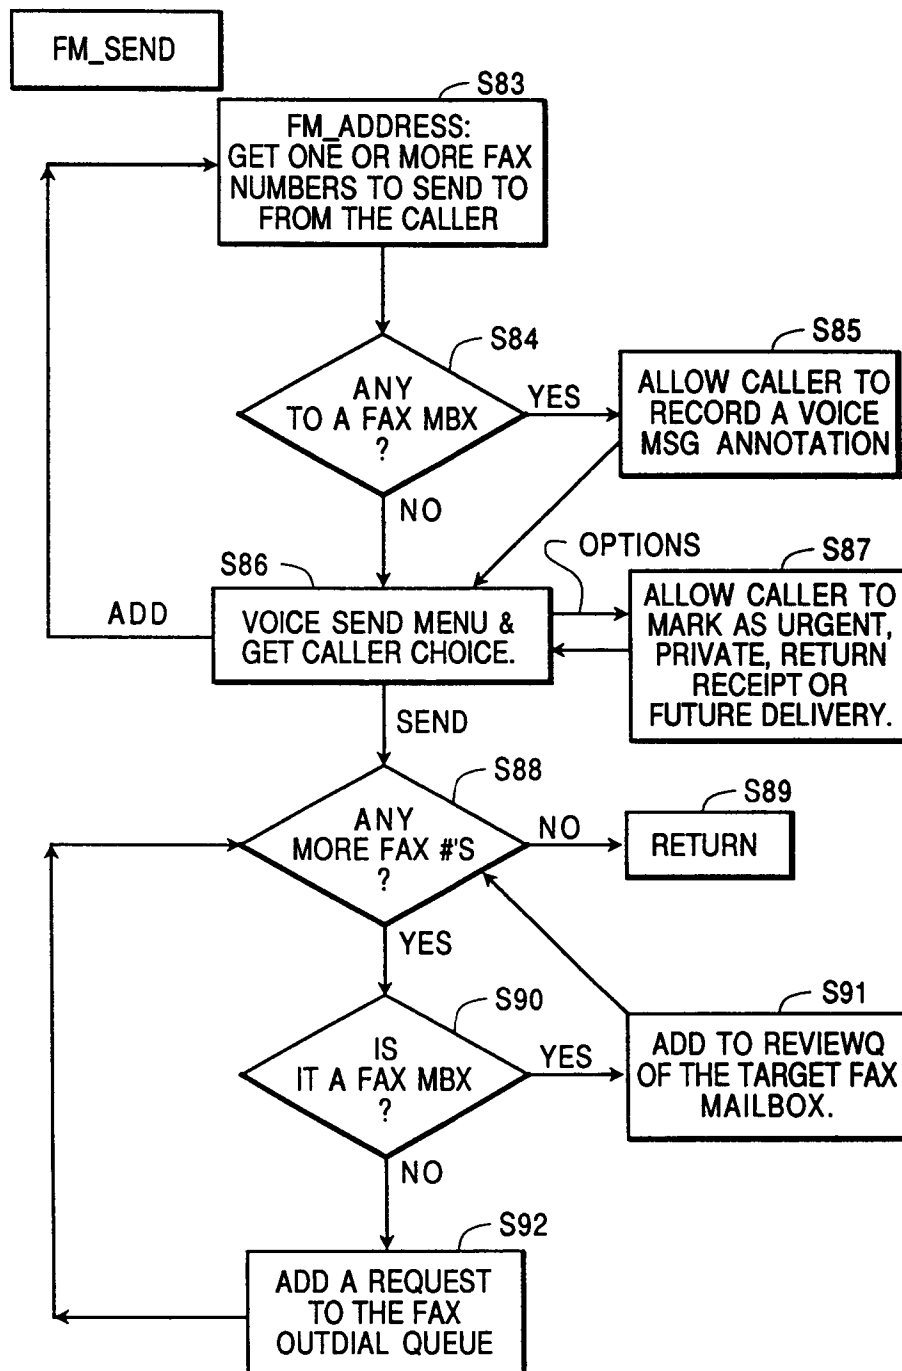 FM_SEND
S83
FM_ADDRESS:
GET ONE OR MORE FAX
NUMBERS TO SEND TO
FROM THE CALLER
S84
ANY
TO A FAX MBX
?
YES
S85
ALLOW CALLER TO
RECORD A VOICE
MSG ANNOTATION
NO
S86
VOICE SEND MENU &
GET CALLER CHOICE.
ADD
OPTIONS
S87
ALLOW CALLER TO
MARK AS URGENT,
PRIVATE, RETURN
RECEIPT OR
FUTURE DELIVERY.
SEND
S88
ANY
MORE FAX #'S
?
NO
S89
RETURN
YES
S90
IS
IT A FAX MBX
?
YES
S91
ADD TO REVIEWQ
OF THE TARGET FAX
MAILBOX.
NO
S92
ADD A REQUEST
TO THE FAX
OUTDIAL QUEUE